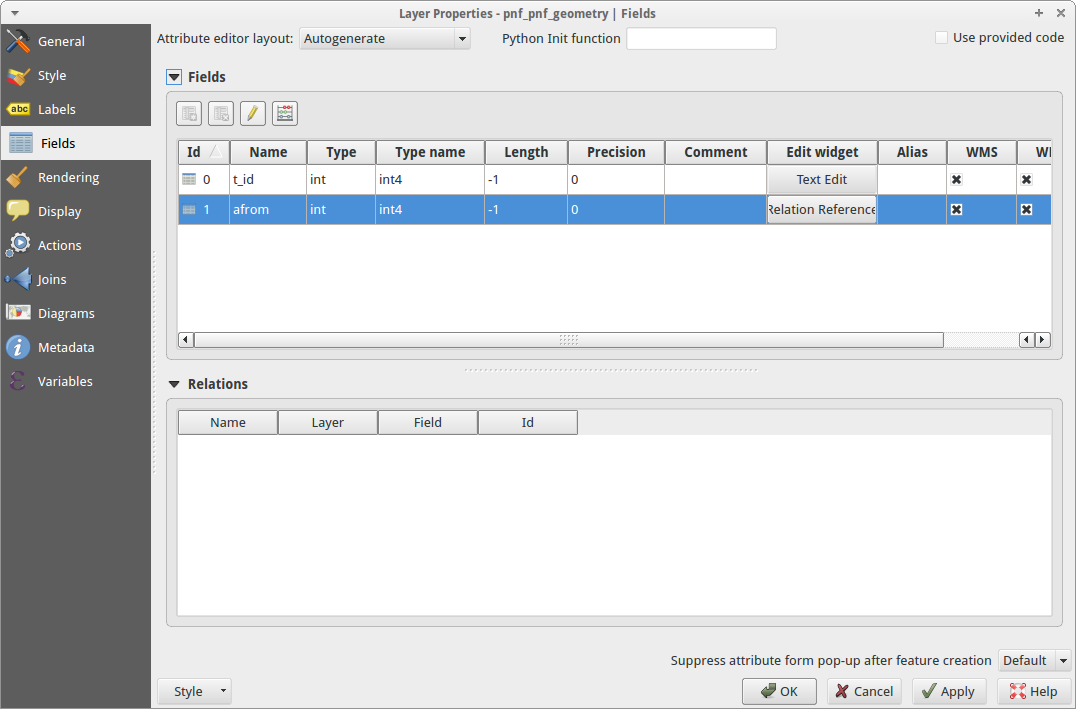 Layer Properties - pnf_pnf_geometry | Fields
General
Style
abc Labels
Fields
Rendering
Display
Actions
Joins
Diagrams
Metadata
Variables
Attribute editor layout: Autogenerate Python Init function Use provided code
Fields
Id Name Type Type name Length Precision Comment Edit widget Alias WMS
0 t_id int int4 -1 0 Text Edit
1 afrom int int4 -1 0 Relation Reference
Relations
Name Layer Field Id
Suppress attribute form pop-up after feature creation Default
Style OK Cancel Apply Help